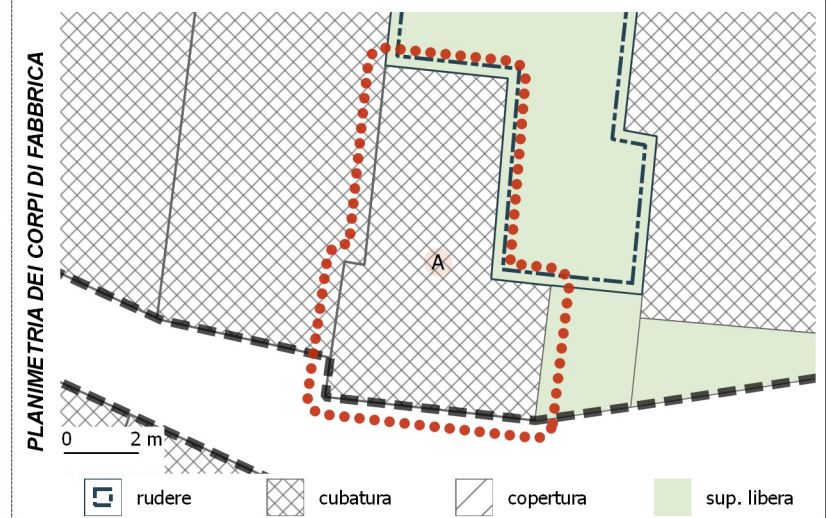 PLANIMETRIA DEI CORPI DI FABBRICA
A
0 2 m
rudere cubatura copertura sup. libera